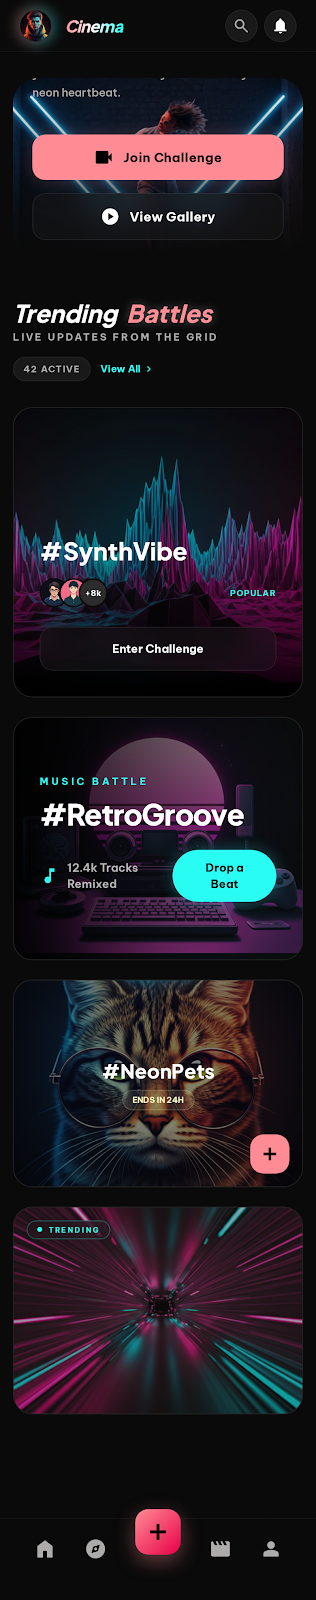 Cinema
neon heartbeat.
Join Challenge
View Gallery
Trending Battles
LIVE UPDATES FROM THE GRID
42 ACTIVE
View All
#SynthVibe
+8k
POPULAR
Enter Challenge
MUSIC BATTLE
#RetroGroove
12.4k Tracks
Remixed
Drop a
Beat
#NeonPets
ENDS IN 24H
TRENDING